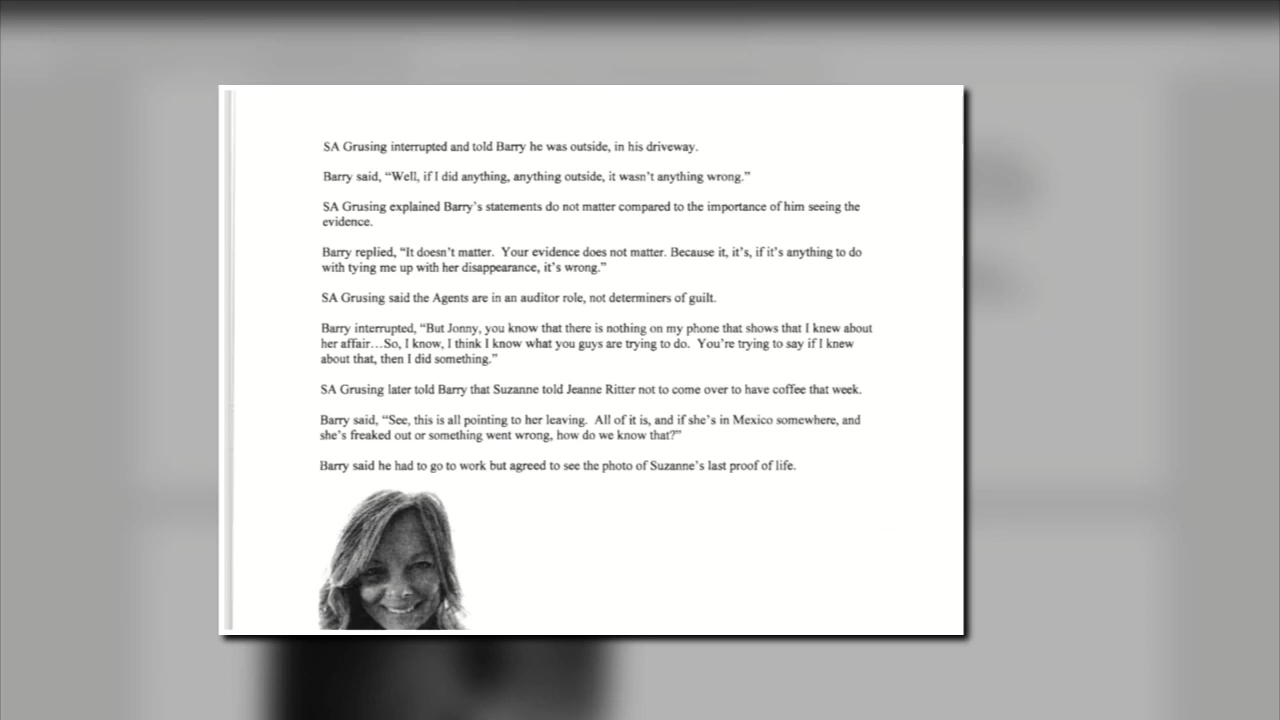 SA Grusing interrupted and told Barry he was outside, in his driveway.
Barry said, “Well, if I did anything, anything outside, it wasn’t anything wrong.”
SA Grusing explained Barry’s statements do not matter compared to the importance of him seeing the
evidence.
Barry replied, “It doesn’t matter.  Your evidence does not matter. Because it, it’s, if it’s anything to do
with tying me up with her disappearance, it’s wrong.”
SA Grusing said the Agents are in an auditor role, not determiners of guilt.
Barry interrupted, “But Jonny, you know that there is nothing on my phone that shows that I knew about
her affair…So, I know, I think I know what you guys are trying to do.  You’re trying to say if I knew
about that, then I did something.”
SA Grusing later told Barry that Suzanne told Jeanne Ritter not to come over to have coffee that week.
Barry said, “See, this is all pointing to her leaving.  All of it is, and if she’s in Mexico somewhere, and
she’s freaked out or something went wrong, how do we know that?”
Barry said he had to go to work but agreed to see the photo of Suzanne’s last proof of life.